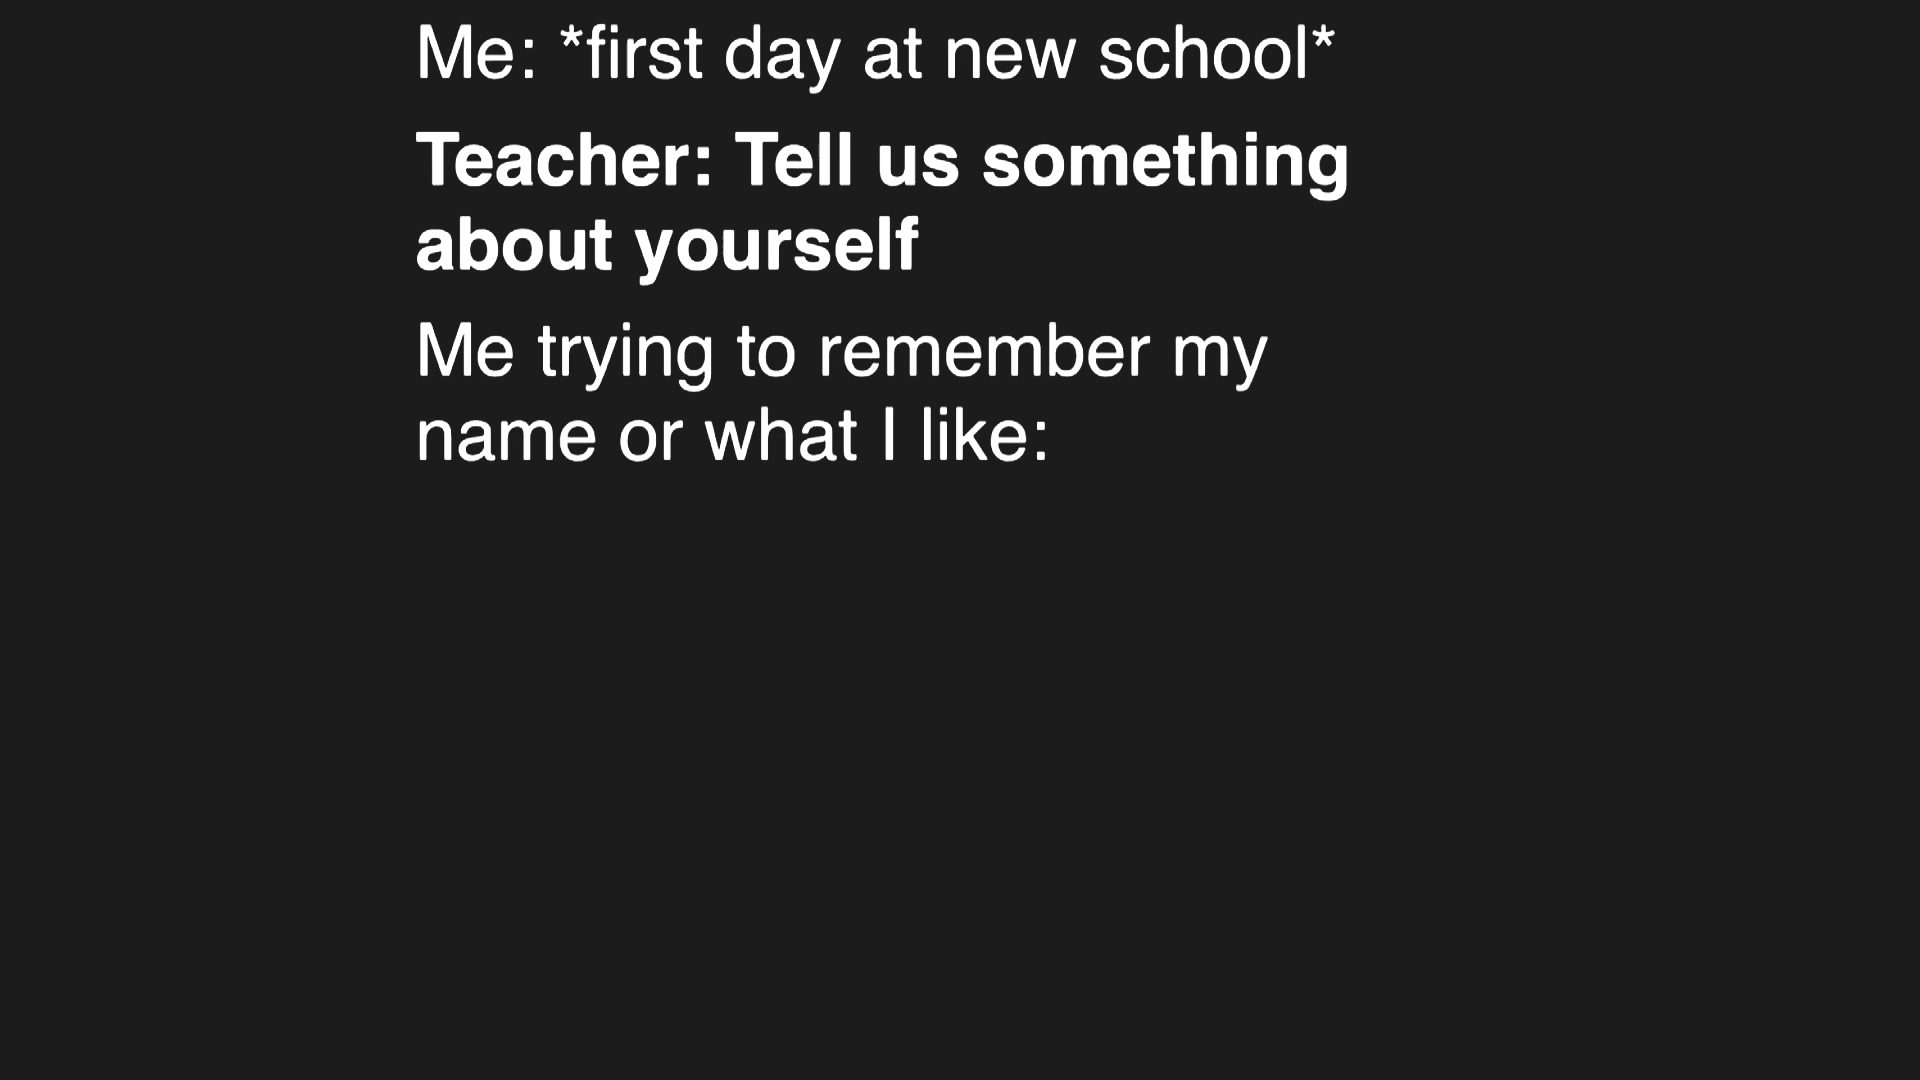 Me: *first day at new school*
Teacher: Tell us something
about yourself
Me trying to remember my
name or what I like: